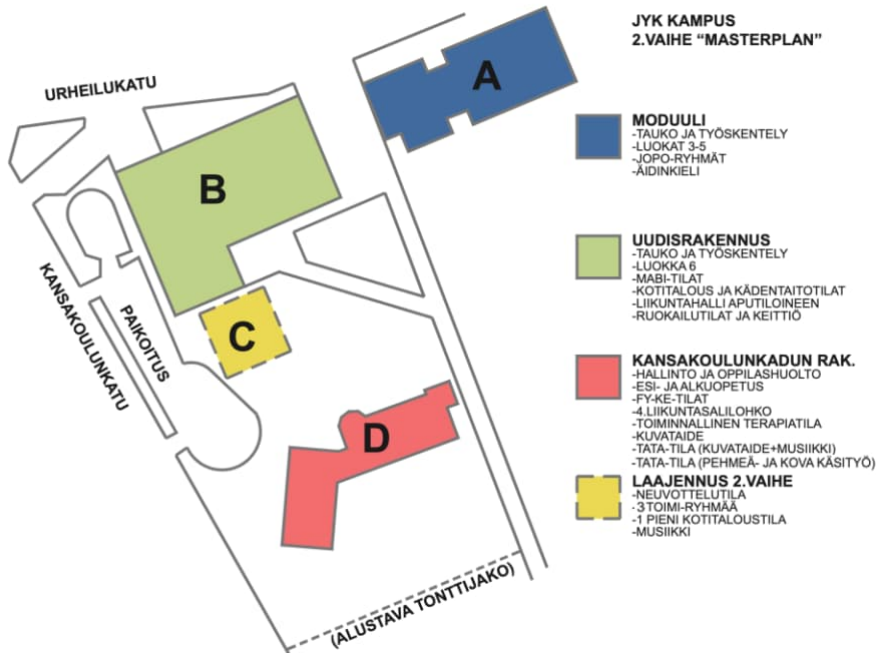 JYK KAMPUS
2.VAIHE “MASTERPLAN”
URHEILUKATU
A
B
C
D
KANSAKOULUNKATU
PAIKOITUS
(ALUSTAVA TONTTIJAKO)
MODUULI
-TAUKO JA TYÖSKENTELY
-LUOKAT 3-5
-JOPO-RYHMÄT
-ÄIDINKIELI
UUDISRAKENNUS
-TAUKO JA TYÖSKENTELY
-LUOKKA 6
-MABI-TILAT
-KOTITALOUS JA KÄDENTAITOTILAT
-LIIKUNTAHALLI APUTILOINEEN
-RUOKAILUTILAT JA KEITTIÖ
KANSAKOULUNKADUN RAK.
-HALLINTO JA OPPILASHUOLTO
-ESI- JA ALKUOPETUS
-FY-KE-TILAT
-4.LIIKUNTASALILOHKO
-TOIMINNALLINEN TERAPIATILA
-KUVATAIDE
-TATA-TILA (KUVATAIDE+MUSIIKKI)
-TATA-TILA (PEHMEÄ- JA KOVA KÄSITYÖ)
LAAJENNUS 2.VAIHE
-NEUVOTTELUTILA
-3 TOIMI-RYHMÄÄ
-1 PIENI KOTITALOUSTILA
-MUSIIKKI